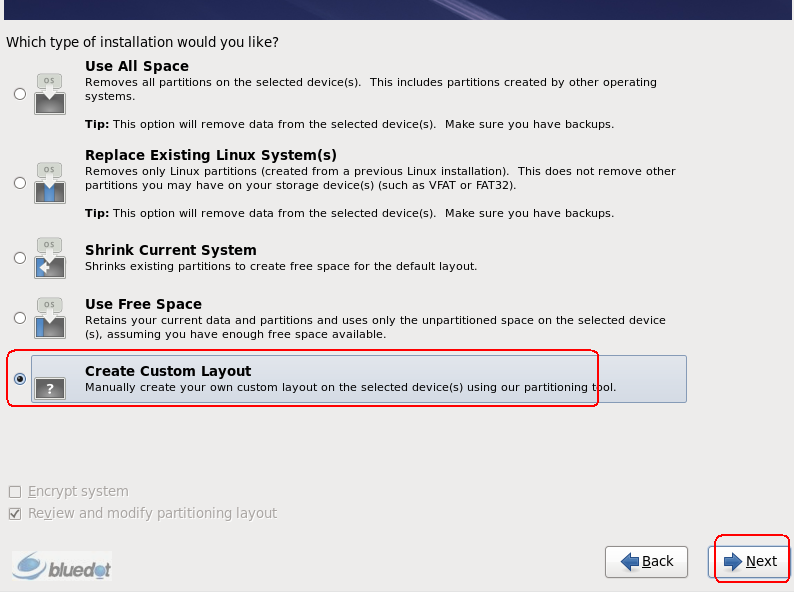 Which type of installation would you like?
OS
Use All Space
Removes all partitions on the selected device(s).  This includes partitions created by other operating
systems.
Tip: This option will remove data from the selected device(s).  Make sure you have backups.
OS
Replace Existing Linux System(s)
Removes only Linux partitions (created from a previous Linux installation).  This does not remove other
partitions you may have on your storage device(s) (such as VFAT or FAT32).
Tip: This option will remove data from the selected device(s).  Make sure you have backups.
OS
Shrink Current System
Shrinks existing partitions to create free space for the default layout.
OS
Use Free Space
Retains your current data and partitions and uses only the unpartitioned space on the selected device
(s), assuming you have enough free space available.
?
Create Custom Layout
Manually create your own custom layout on the selected device(s) using our partitioning tool.
Encrypt system
Review and modify partitioning layout
bluedot
Back
Next